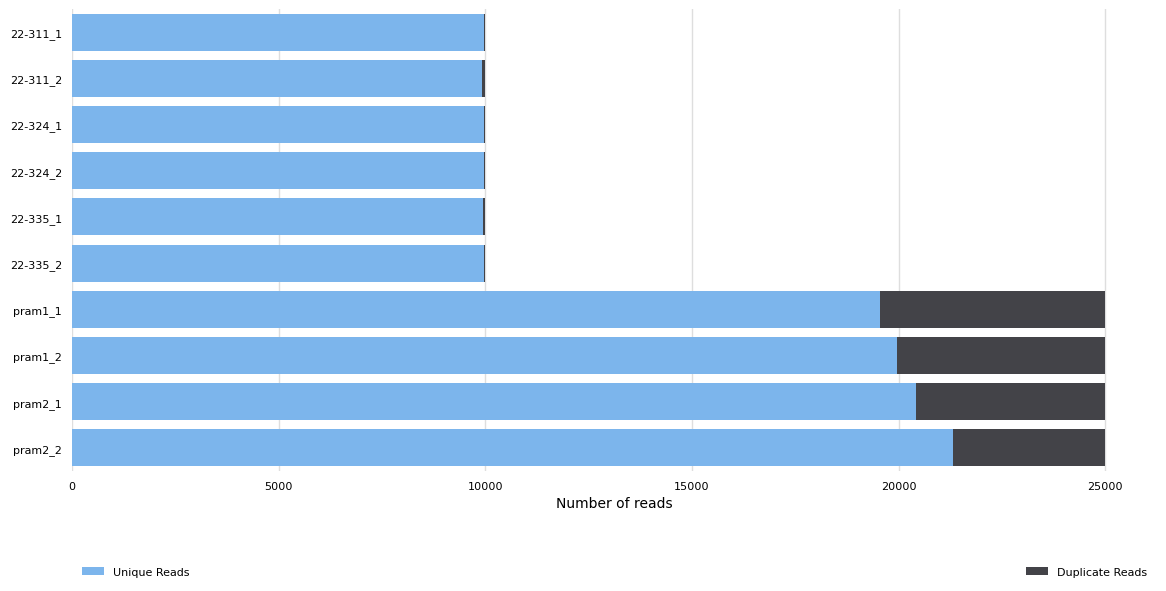 22-311_1
22-311_2
22-324_1
22-324_2
22-335_1
22-335_2
pram1_1
pram1_2
pram2_1
pram2_2
0 5000 10000 15000 20000 25000
Number of reads
Unique Reads Duplicate Reads